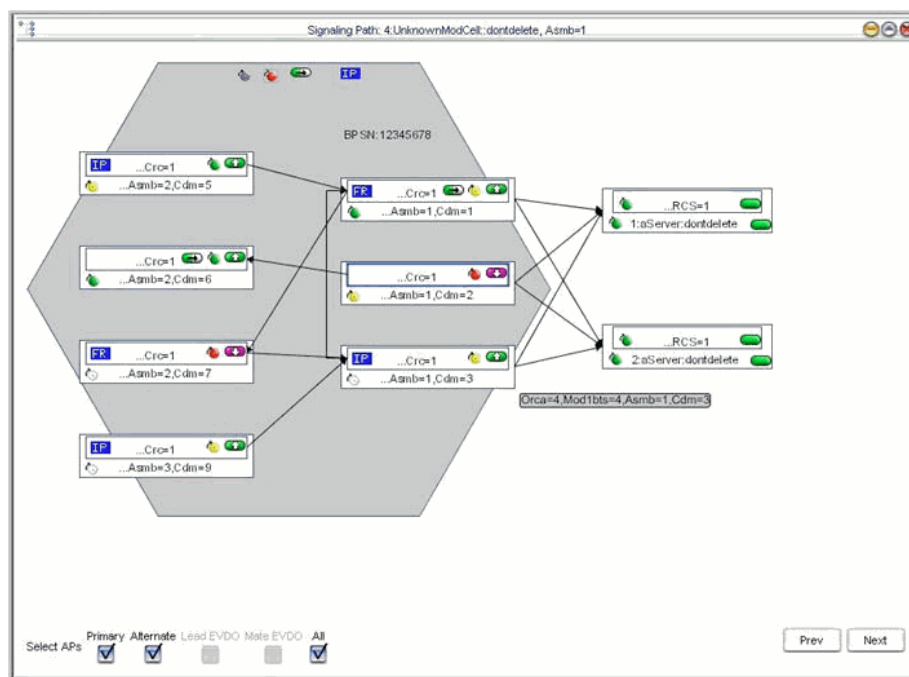 Signaling Path: 4:UnknownModCell::dontdelete, Asmb=1
IP
BPSN:12345678
IP ...Crc=1
...Asmb=2,Cdm=5
FR ...Crc=1
...Asmb=1,Cdm=1
...RCS=1
1:aServer:dontdelete
...Crc=1
...Asmb=2,Cdm=6
...Crc=1
...Asmb=1,Cdm=2
FR ...Crc=1
...Asmb=2,Cdm=7
IP ...Crc=1
...Asmb=1,Cdm=3
...RCS=1
2:aServer:dontdelete
Orca=4,Mod1bts=4,Asmb=1,Cdm=3
IP ...Crc=1
...Asmb=3,Cdm=9
Select APs Primary Alternate Lead EVDO Mate EVDO All
Prev Next